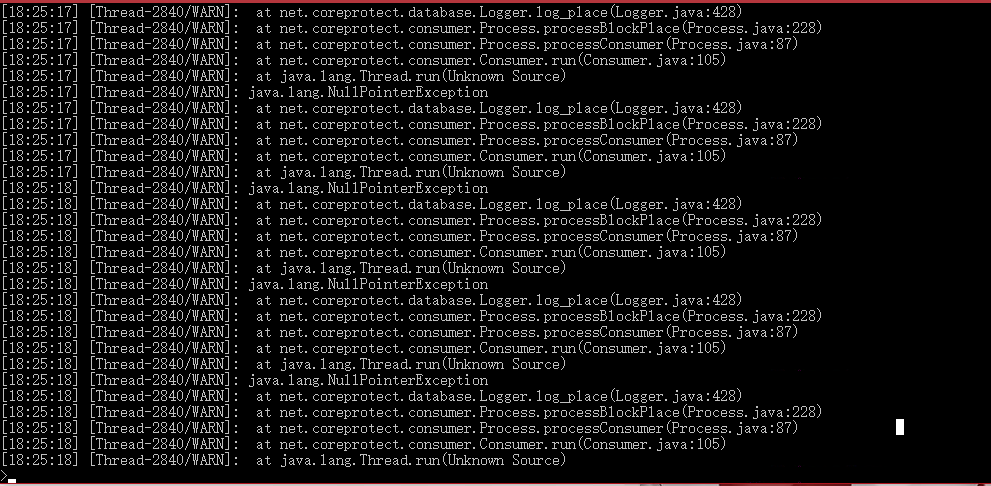 [18:25:17] [Thread-2840/WARN]:  at net.coreprotect.database.Logger.log_place(Logger.java:428)
[18:25:17] [Thread-2840/WARN]:  at net.coreprotect.consumer.Process.processBlockPlace(Process.java:228)
[18:25:17] [Thread-2840/WARN]:  at net.coreprotect.consumer.Process.processConsumer(Process.java:87)
[18:25:17] [Thread-2840/WARN]:  at net.coreprotect.consumer.Consumer.run(Consumer.java:105)
[18:25:17] [Thread-2840/WARN]:  at java.lang.Thread.run(Unknown Source)
[18:25:17] [Thread-2840/WARN]: java.lang.NullPointerException
[18:25:17] [Thread-2840/WARN]:  at net.coreprotect.database.Logger.log_place(Logger.java:428)
[18:25:17] [Thread-2840/WARN]:  at net.coreprotect.consumer.Process.processBlockPlace(Process.java:228)
[18:25:17] [Thread-2840/WARN]:  at net.coreprotect.consumer.Process.processConsumer(Process.java:87)
[18:25:17] [Thread-2840/WARN]:  at net.coreprotect.consumer.Consumer.run(Consumer.java:105)
[18:25:17] [Thread-2840/WARN]:  at java.lang.Thread.run(Unknown Source)
[18:25:18] [Thread-2840/WARN]: java.lang.NullPointerException
[18:25:18] [Thread-2840/WARN]:  at net.coreprotect.database.Logger.log_place(Logger.java:428)
[18:25:18] [Thread-2840/WARN]:  at net.coreprotect.consumer.Process.processBlockPlace(Process.java:228)
[18:25:18] [Thread-2840/WARN]:  at net.coreprotect.consumer.Process.processConsumer(Process.java:87)
[18:25:18] [Thread-2840/WARN]:  at net.coreprotect.consumer.Consumer.run(Consumer.java:105)
[18:25:18] [Thread-2840/WARN]:  at java.lang.Thread.run(Unknown Source)
[18:25:18] [Thread-2840/WARN]: java.lang.NullPointerException
[18:25:18] [Thread-2840/WARN]:  at net.coreprotect.database.Logger.log_place(Logger.java:428)
[18:25:18] [Thread-2840/WARN]:  at net.coreprotect.consumer.Process.processBlockPlace(Process.java:228)
[18:25:18] [Thread-2840/WARN]:  at net.coreprotect.consumer.Process.processConsumer(Process.java:87)
[18:25:18] [Thread-2840/WARN]:  at net.coreprotect.consumer.Consumer.run(Consumer.java:105)
[18:25:18] [Thread-2840/WARN]:  at java.lang.Thread.run(Unknown Source)
[18:25:18] [Thread-2840/WARN]: java.lang.NullPointerException
[18:25:18] [Thread-2840/WARN]:  at net.coreprotect.database.Logger.log_place(Logger.java:428)
[18:25:18] [Thread-2840/WARN]:  at net.coreprotect.consumer.Process.processBlockPlace(Process.java:228)
[18:25:18] [Thread-2840/WARN]:  at net.coreprotect.consumer.Process.processConsumer(Process.java:87)
[18:25:18] [Thread-2840/WARN]:  at net.coreprotect.consumer.Consumer.run(Consumer.java:105)
[18:25:18] [Thread-2840/WARN]:  at java.lang.Thread.run(Unknown Source)
>